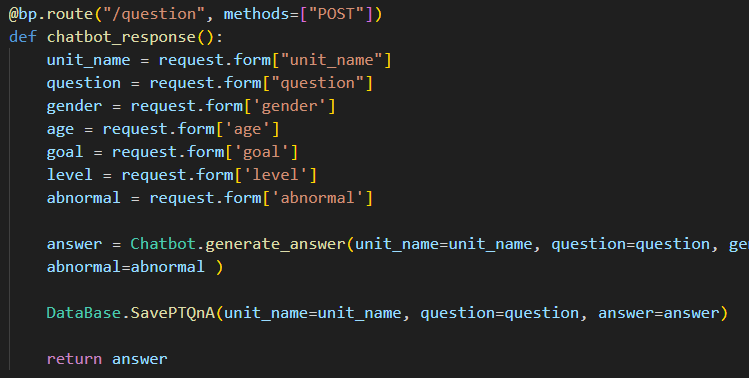 @bp.route("/question", methods=["POST"])
def chatbot_response():
    unit_name = request.form["unit_name"]
    question = request.form["question"]
    gender = request.form['gender']
    age = request.form['age']
    goal = request.form['goal']
    level = request.form['level']
    abnormal = request.form['abnormal']
    answer = Chatbot.generate_answer(unit_name=unit_name, question=question, ge
    abnormal=abnormal )
    DataBase.SavePTQnA(unit_name=unit_name, question=question, answer=answer)
    return answer